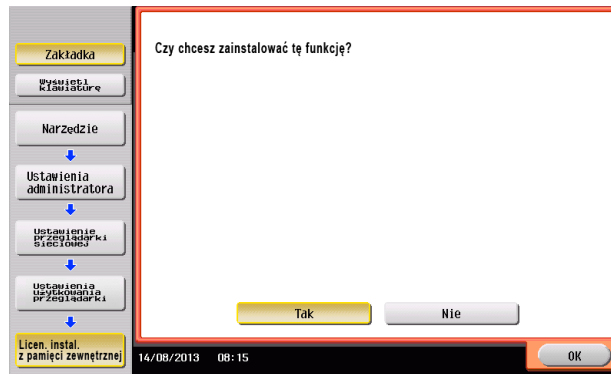 Zakładka
Wyświetl
klawiaturę
Narzędzie
Ustawienia
administratora
Ustawienie
przeglądarki
sieciowej
Ustawienia
użytkowania
przeglądarki
Licen. instal.
z pamięci zewnętrznej
Czy chcesz zainstalować tę funkcję?
Tak
Nie
14/08/2013 08:15
OK